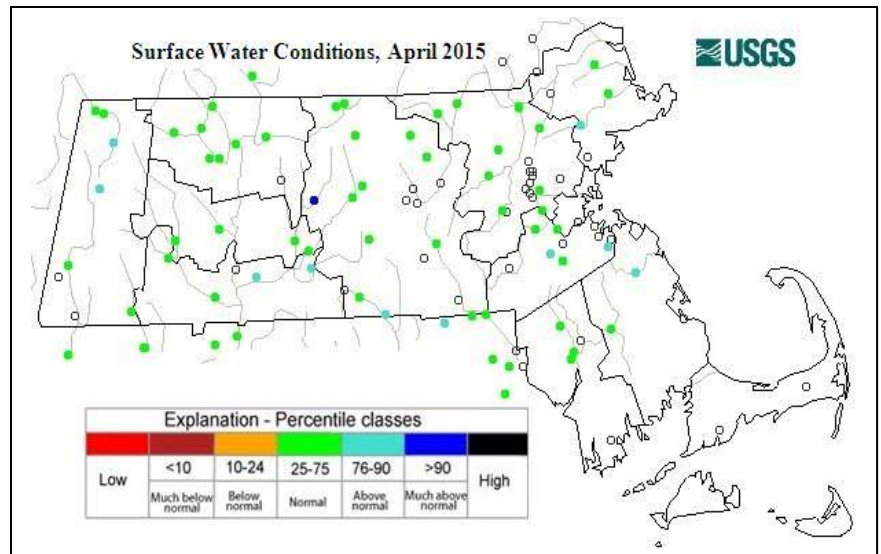 Surface Water Conditions, April 2015
USGS
Explanation - Percentile classes
Low
<10
10-24
25-75
76-90
>90
High
Much below
normal
Below
normal
Normal
Above
normal
Much above
normal